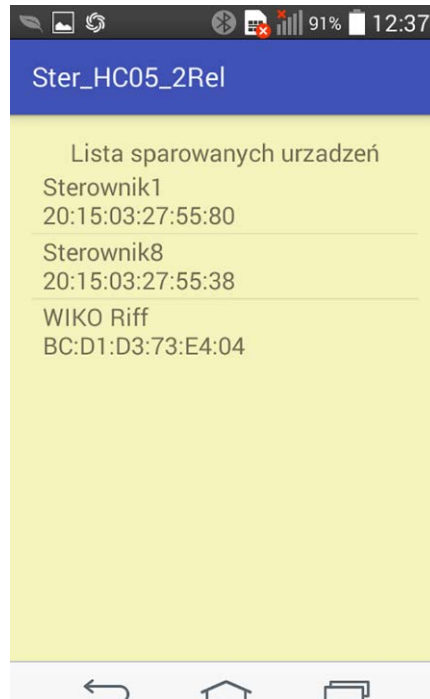 91% 12:37
Ster_HC05_2Rel
Lista sparowanych urzadzeń
Sterownik1
20:15:03:27:55:80
Sterownik8
20:15:03:27:55:38
WIKO Riff
BC:D1:D3:73:E4:04